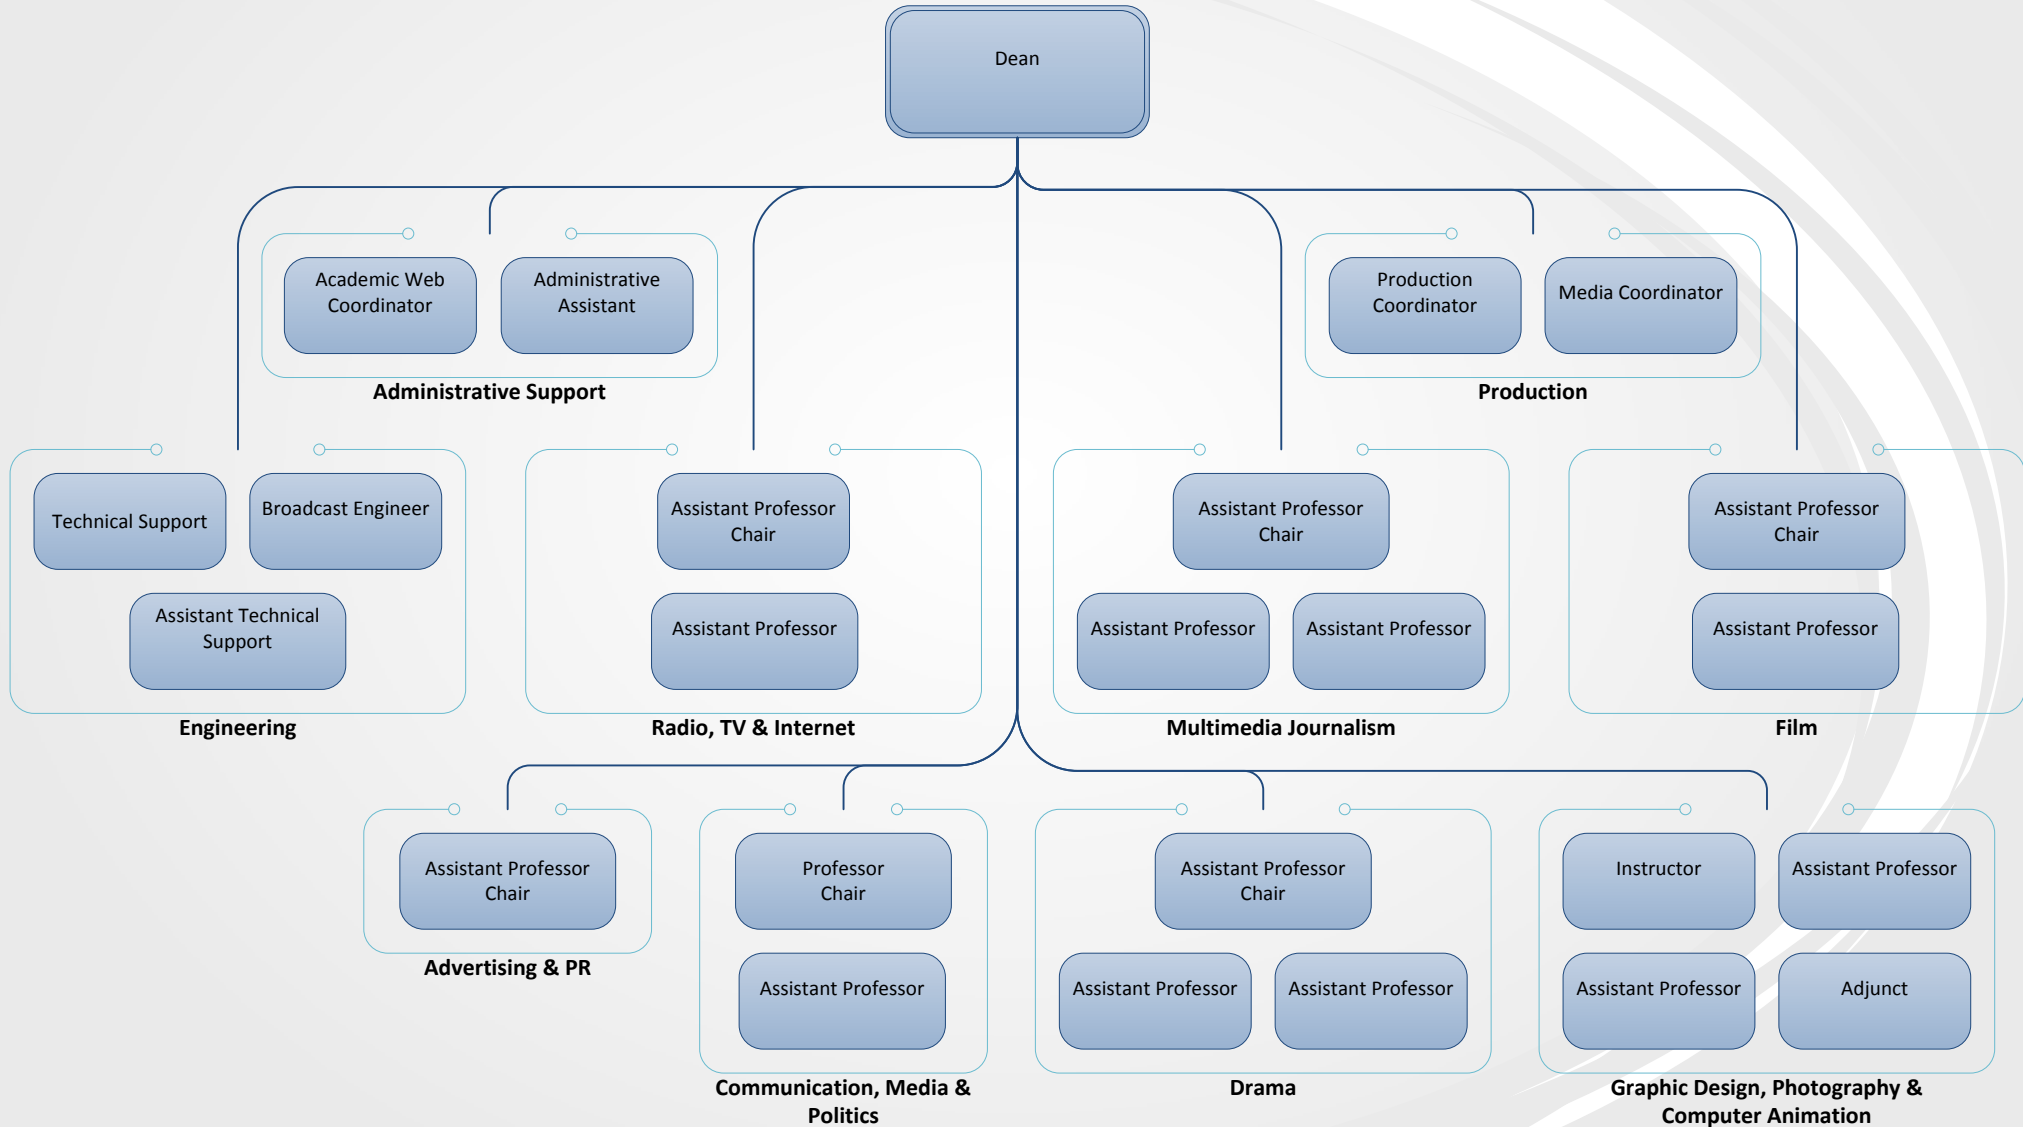 Dean
Academic Web
Coordinator
Administrative
Assistant
Administrative Support
Production
Coordinator
Media Coordinator
Production
Technical Support
Broadcast Engineer
Assistant Technical
Support
Engineering
Assistant Professor
Chair
Assistant Professor
Radio, TV & Internet
Assistant Professor
Chair
Assistant Professor
Assistant Professor
Multimedia Journalism
Assistant Professor
Chair
Assistant Professor
Film
Assistant Professor
Chair
Advertising & PR
Professor
Chair
Assistant Professor
Communication, Media &
Politics
Assistant Professor
Chair
Assistant Professor
Assistant Professor
Drama
Instructor
Assistant Professor
Assistant Professor
Adjunct
Graphic Design, Photography &
Computer Animation